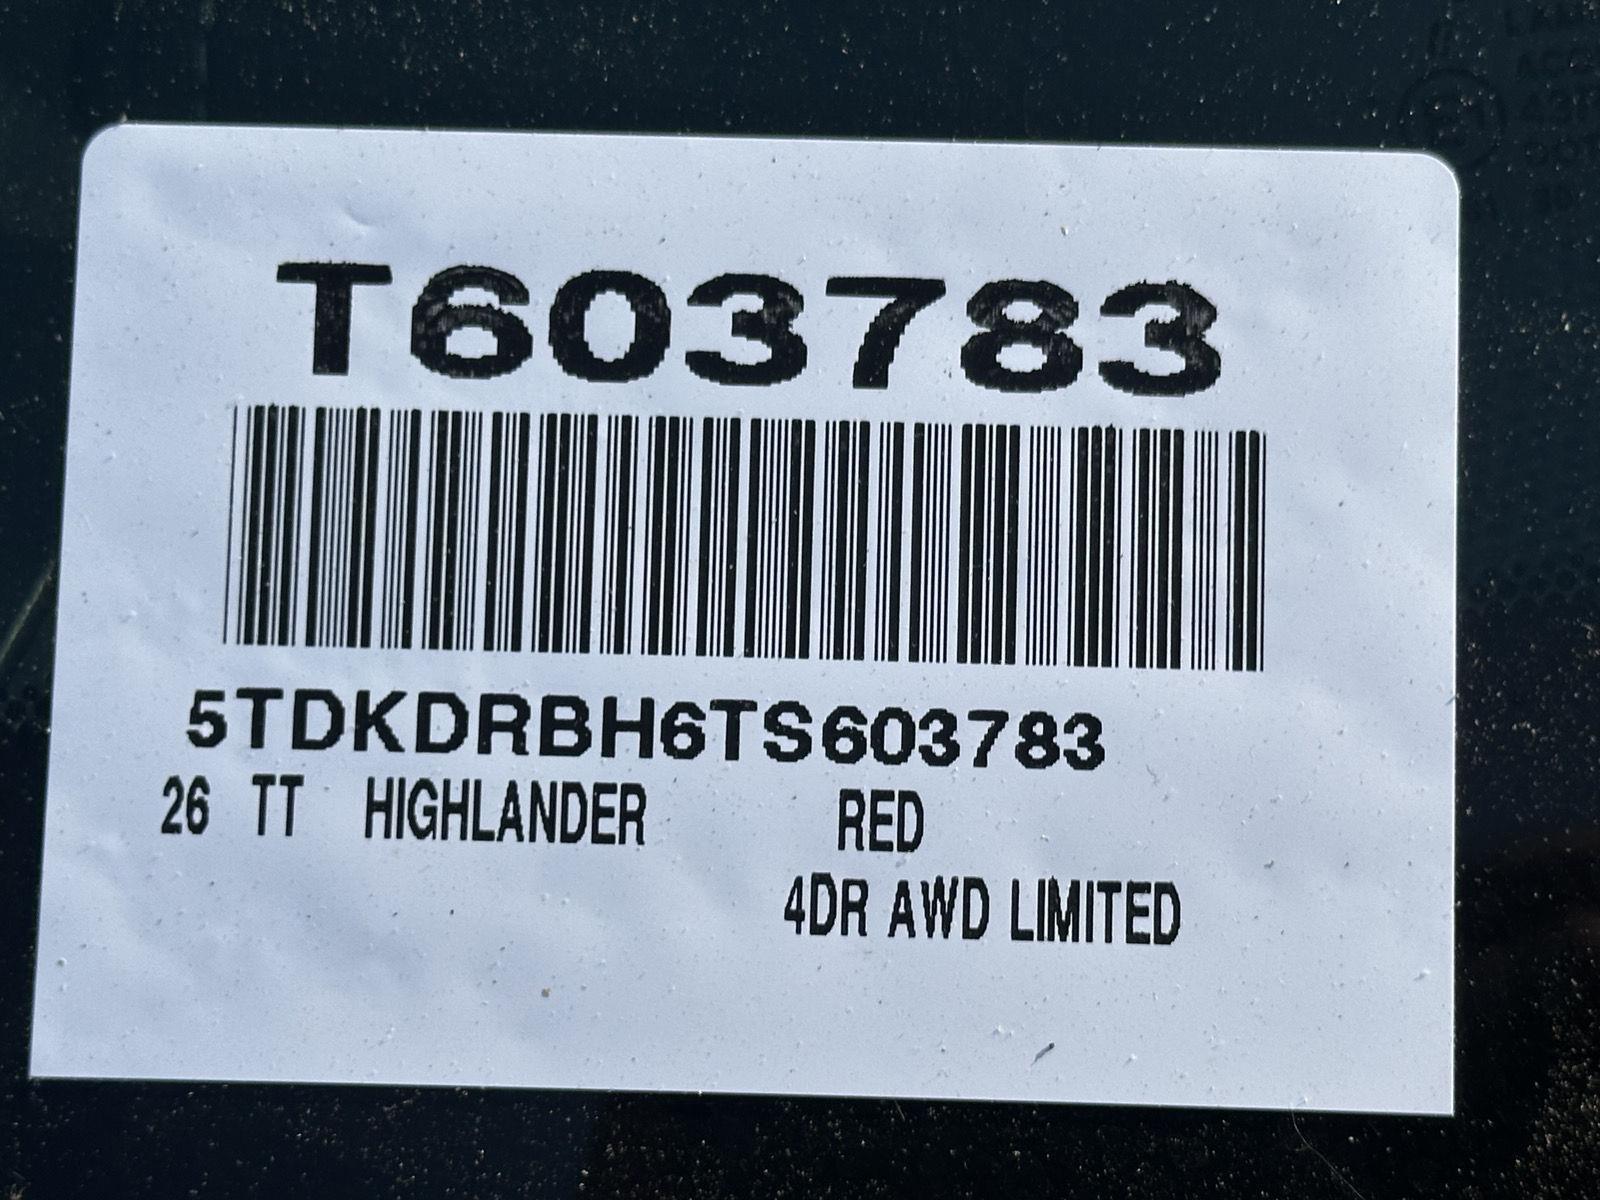 T603783
5TDKDRBH6TS603783
26 TT HIGHLANDER RED
4DR AWD LIMITED